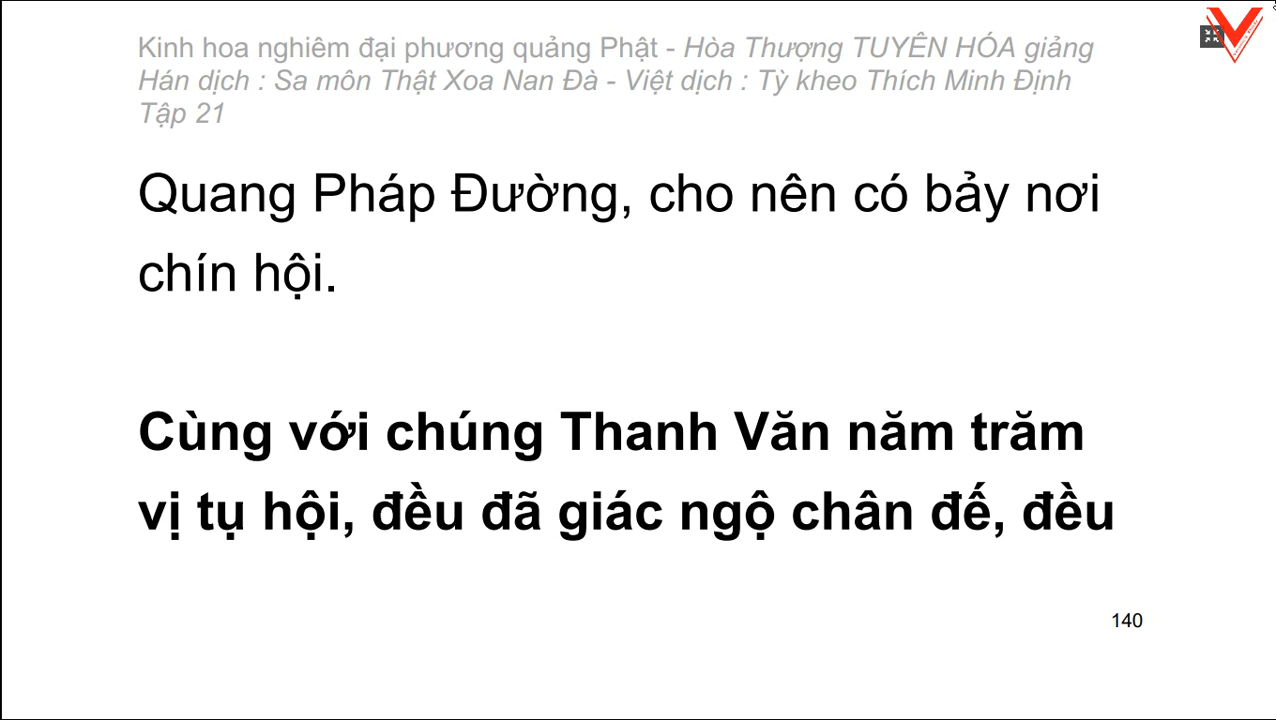 Kinh hoa nghiêm đại phương quảng Phật - Hòa Thượng TUYÊN HÓA giảng
Hán dịch : Sa môn Thật Xoa Nan Đà - Việt dịch : Tỳ kheo Thích Minh Định
Tập 21
Quang Pháp Đường, cho nên có bảy nơi
chín hội.
Cùng với chúng Thanh Văn năm trăm
vị tụ hội, đều đã giác ngộ chân đế, đều
140